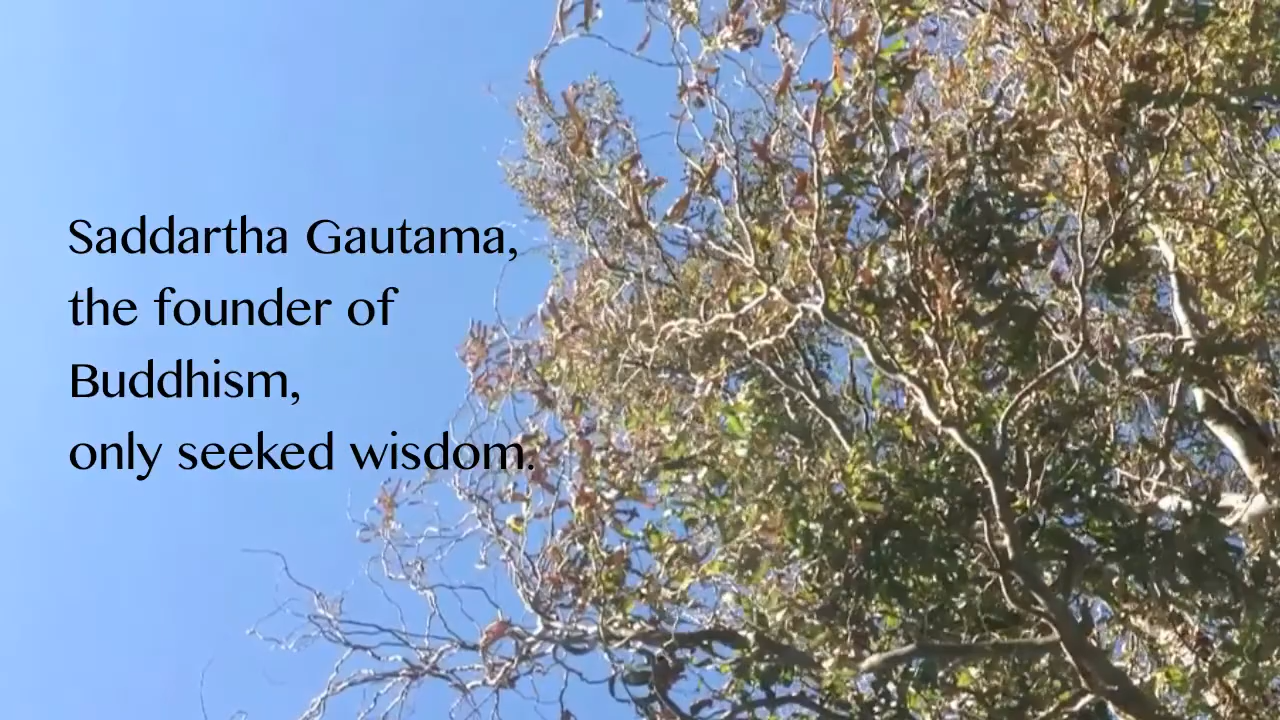 Saddartha Gautama,
the founder of
Buddhism,
only seeked wisdom.